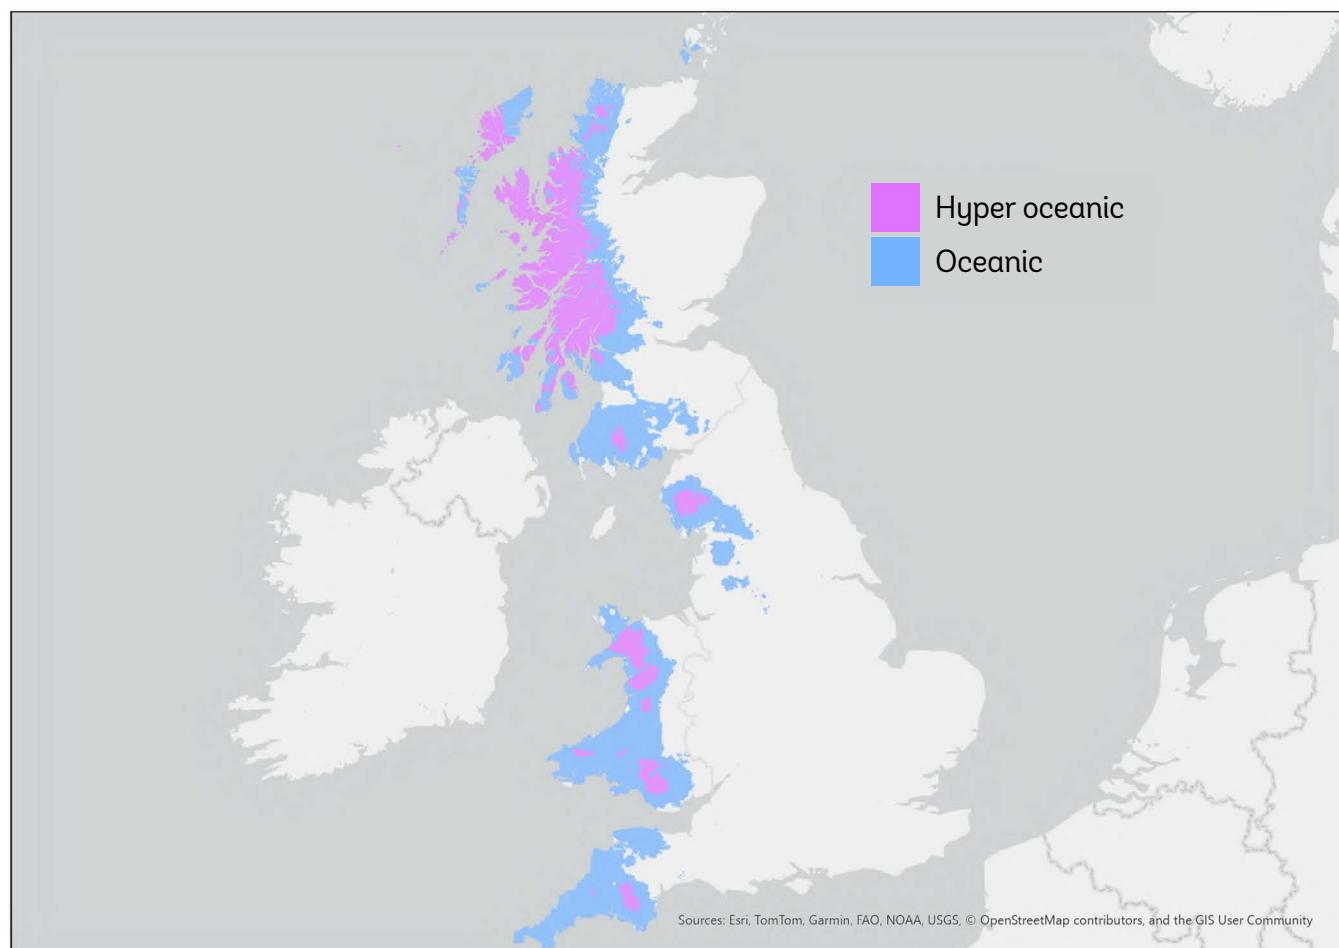 Hyper oceanic
Oceanic
Sources: Esri, TomTom, Garmin, FAO, NOAA, USGS, © OpenStreetMap contributors, and the GIS User Community